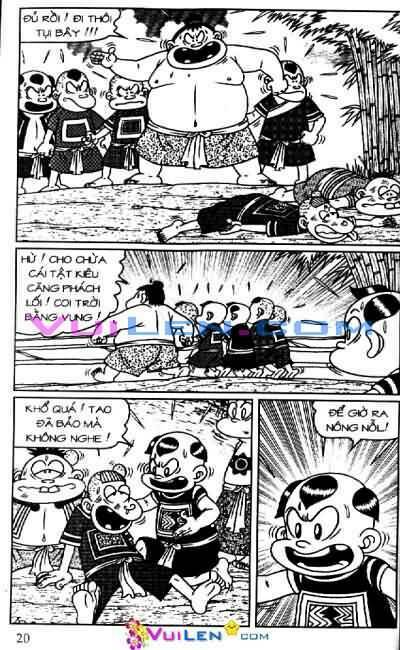 ĐỦ RỒI! ĐI THÔI
TỤI BÂY!!!
HỪ! CHO CHỪA
CÁI TẬT KIÊU
CĂNG PHÁCH
LỐI! COI TRỜI
BẰNG VUNG!
VUILEN.COM
KHỔ QUÁ! TAO
ĐÃ BẢO MÀ
KHÔNG NGHE!
ĐỂ GIỜ RA
NÔNG NỖI!
20
VUILEN.COM